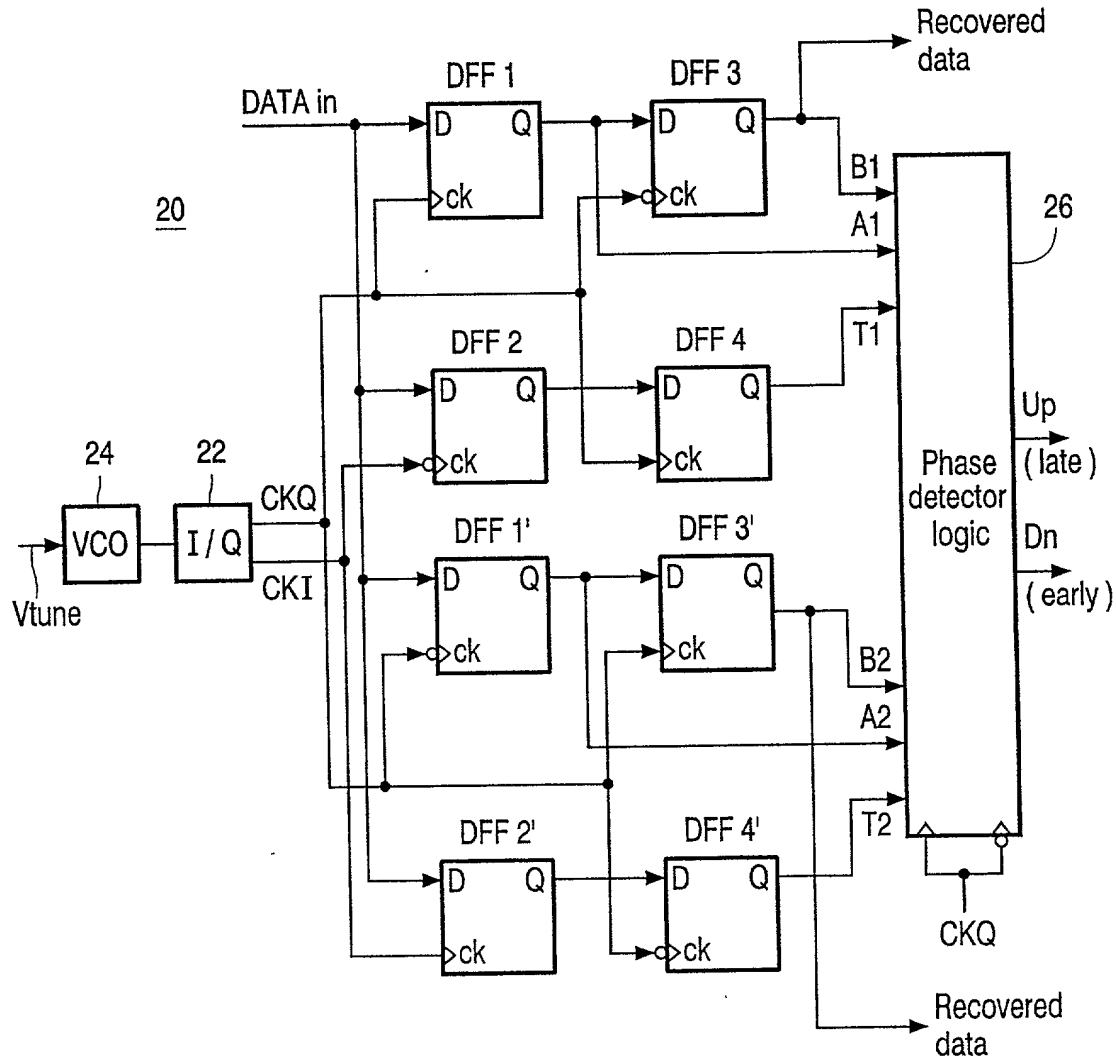 Recovered
data
DFF 1
DFF 3
DATA in
D Q
ck
D Q
ck
B1
A1
T1
20
26
DFF 2
DFF 4
D Q
ck
D Q
ck
Up
( late )
Phase
detector
logic
Dn
( early )
24
22
CKQ
VCO
I / Q
CKI
Vtune
DFF 1'
DFF 3'
D Q
ck
D Q
ck
B2
A2
T2
DFF 2'
DFF 4'
D Q
ck
D Q
ck
CKQ
Recovered
data